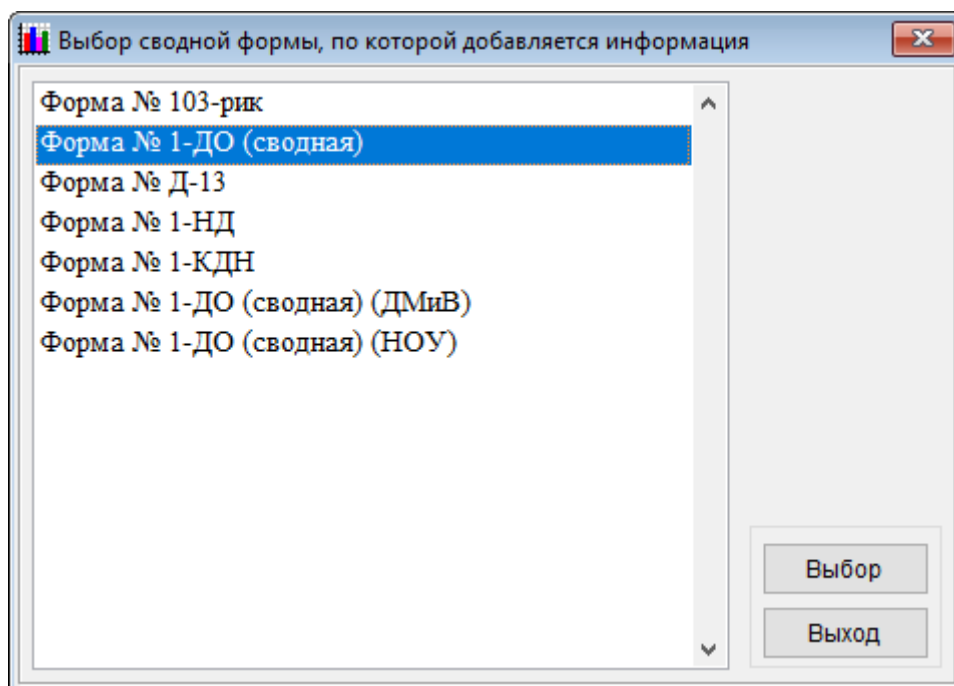 Выбор сводной формы, по которой добавляется информация
Форма № 103-рик
Форма № 1-ДО (сводная)
Форма № Д-13
Форма № 1-НД
Форма № 1-КДН
Форма № 1-ДО (сводная) (ДМиВ)
Форма № 1-ДО (сводная) (НОУ)
Выбор
Выход